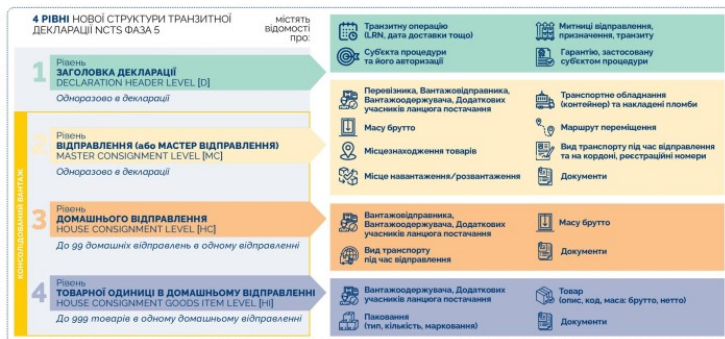 4 РІВНІ НОВОЇ СТРУКТУРИ ТРАНЗИТНОЇ
ДЕКЛАРАЦІЇ NCTS ФАЗА 5
містять
відомості
про:
1
Рівень
ЗАГОЛОВКА ДЕКЛАРАЦІЇ
DECLARATION HEADER LEVEL [D]
Одноразово в декларації
Транзитну операцію
(LRN, дата доставки тощо)
Суб'єкта процедури
та його авторизації
Митниці відправлення,
призначення, транзиту
Гарантію, застосовану
суб'єктом процедури
КОНСОЛІДОВАНИЙ ВАНТАЖ
2
Рівень
ВІДПРАВЛЕННЯ (або МАСТЕР ВІДПРАВЛЕННЯ)
MASTER CONSIGNMENT LEVEL [MC]
Одноразово в декларації
Перевізника, Вантажовідправника,
Вантажоодержувача, Додаткових
учасників ланцюга постачання
Масу брутто
Місцезнаходження товарів
Місце навантаження/розвантаження
Транспортне обладнання
(контейнер) та накладені пломби
Маршрут переміщення
Вид транспорту під час відправлення
та на кордоні, реєстраційні номери
Документи
3
Рівень
ДОМАШНЬОГО ВІДПРАВЛЕННЯ
HOUSE CONSIGNMENT LEVEL [HC]
До 99 домашніх відправлень в одному відправленні
Вантажовідправника,
Вантажоодержувача, Додаткових
учасників ланцюга постачання
Вид транспорту
під час відправлення
Масу брутто
Документи
4
Рівень
ТОВАРНОЇ ОДИНИЦІ В ДОМАШНЬОМУ ВІДПРАВЛЕННІ
HOUSE CONSIGNMENT GOODS ITEM LEVEL [HI]
До 999 товарів в одному домашньому відправленні
Вантажоодержувача, Додаткових
учасників ланцюга постачання
Паковання
(тип, кількість, марковання)
Товар
(опис, код, маса: брутто, нетто)
Документи